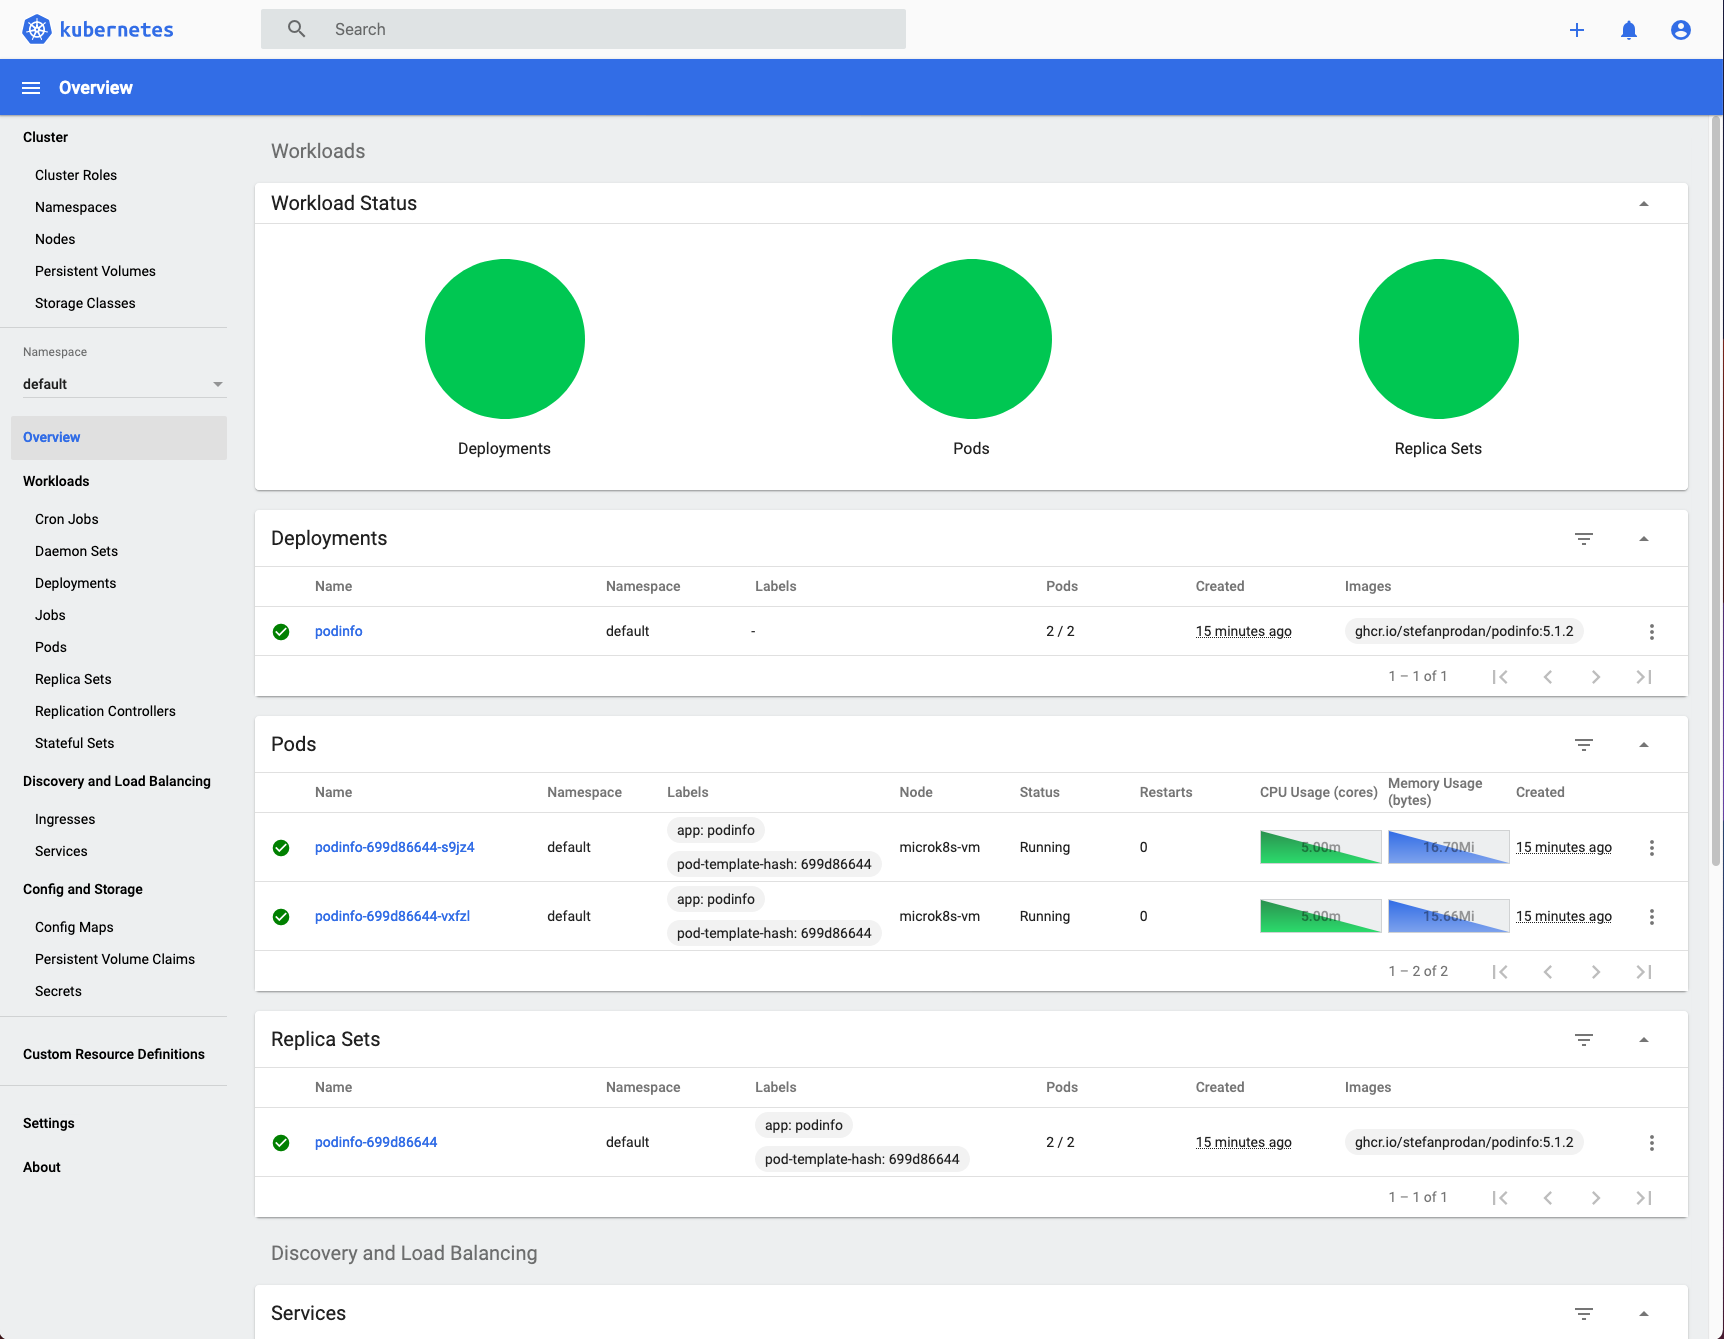 kubernetes
Search
Overview
Cluster
Cluster Roles
Namespaces
Nodes
Persistent Volumes
Storage Classes
Namespace
default
Overview
Workloads
Cron Jobs
Daemon Sets
Deployments
Jobs
Pods
Replica Sets
Replication Controllers
Stateful Sets
Discovery and Load Balancing
Ingresses
Services
Config and Storage
Config Maps
Persistent Volume Claims
Secrets
Custom Resource Definitions
Settings
About
Workloads
Workload Status
Deployments Pods Replica Sets
Deployments
Name Namespace Labels Pods Created Images
podinfo default - 2 / 2 15 minutes ago ghcr.io/stefanprodan/podinfo:5.1.2
1 – 1 of 1
Pods
Name Namespace Labels Node Status Restarts CPU Usage (cores) Memory Usage (bytes) Created
podinfo-699d86644-s9jz4 default app: podinfo pod-template-hash: 699d86644 microk8s-vm Running 0 5.00m 16.70Mi 15 minutes ago
podinfo-699d86644-vxfzl default app: podinfo pod-template-hash: 699d86644 microk8s-vm Running 0 5.00m 15.66Mi 15 minutes ago
1 – 2 of 2
Replica Sets
Name Namespace Labels Pods Created Images
podinfo-699d86644 default app: podinfo pod-template-hash: 699d86644 2 / 2 15 minutes ago ghcr.io/stefanprodan/podinfo:5.1.2
1 – 1 of 1
Discovery and Load Balancing
Services